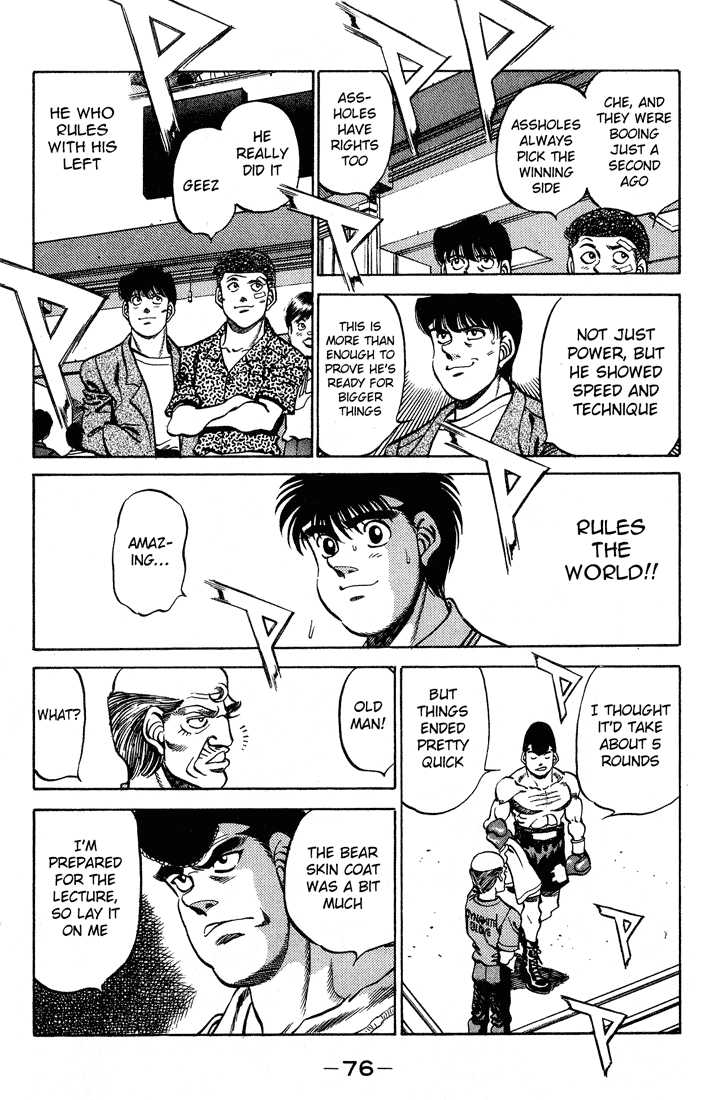 CHE, AND
THEY WERE
BOOING
JUST A
SECOND
AGO
ASSHOLES
ALWAYS
PICK THE
WINNING
SIDE
ASS-
HOLES
HAVE
RIGHTS
TOO
HE
REALLY
DID IT
GEEZ
HE WHO
RULES
WITH HIS
LEFT
NOT JUST
POWER, BUT
HE SHOWED
SPEED AND
TECHNIQUE
THIS IS
MORE THAN
ENOUGH TO
PROVE HE'S
READY FOR
BIGGER
THINGS
RULES
THE
WORLD!!
AMAZ-
ING...
I THOUGHT
IT'D TAKE
ABOUT 5
ROUNDS
BUT
THINGS
ENDED
PRETTY
QUICK
OLD
MAN!
WHAT?
THE BEAR
SKIN COAT
WAS A BIT
MUCH
I'M
PREPARED
FOR THE
LECTURE,
SO LAY IT
ON ME
-76-